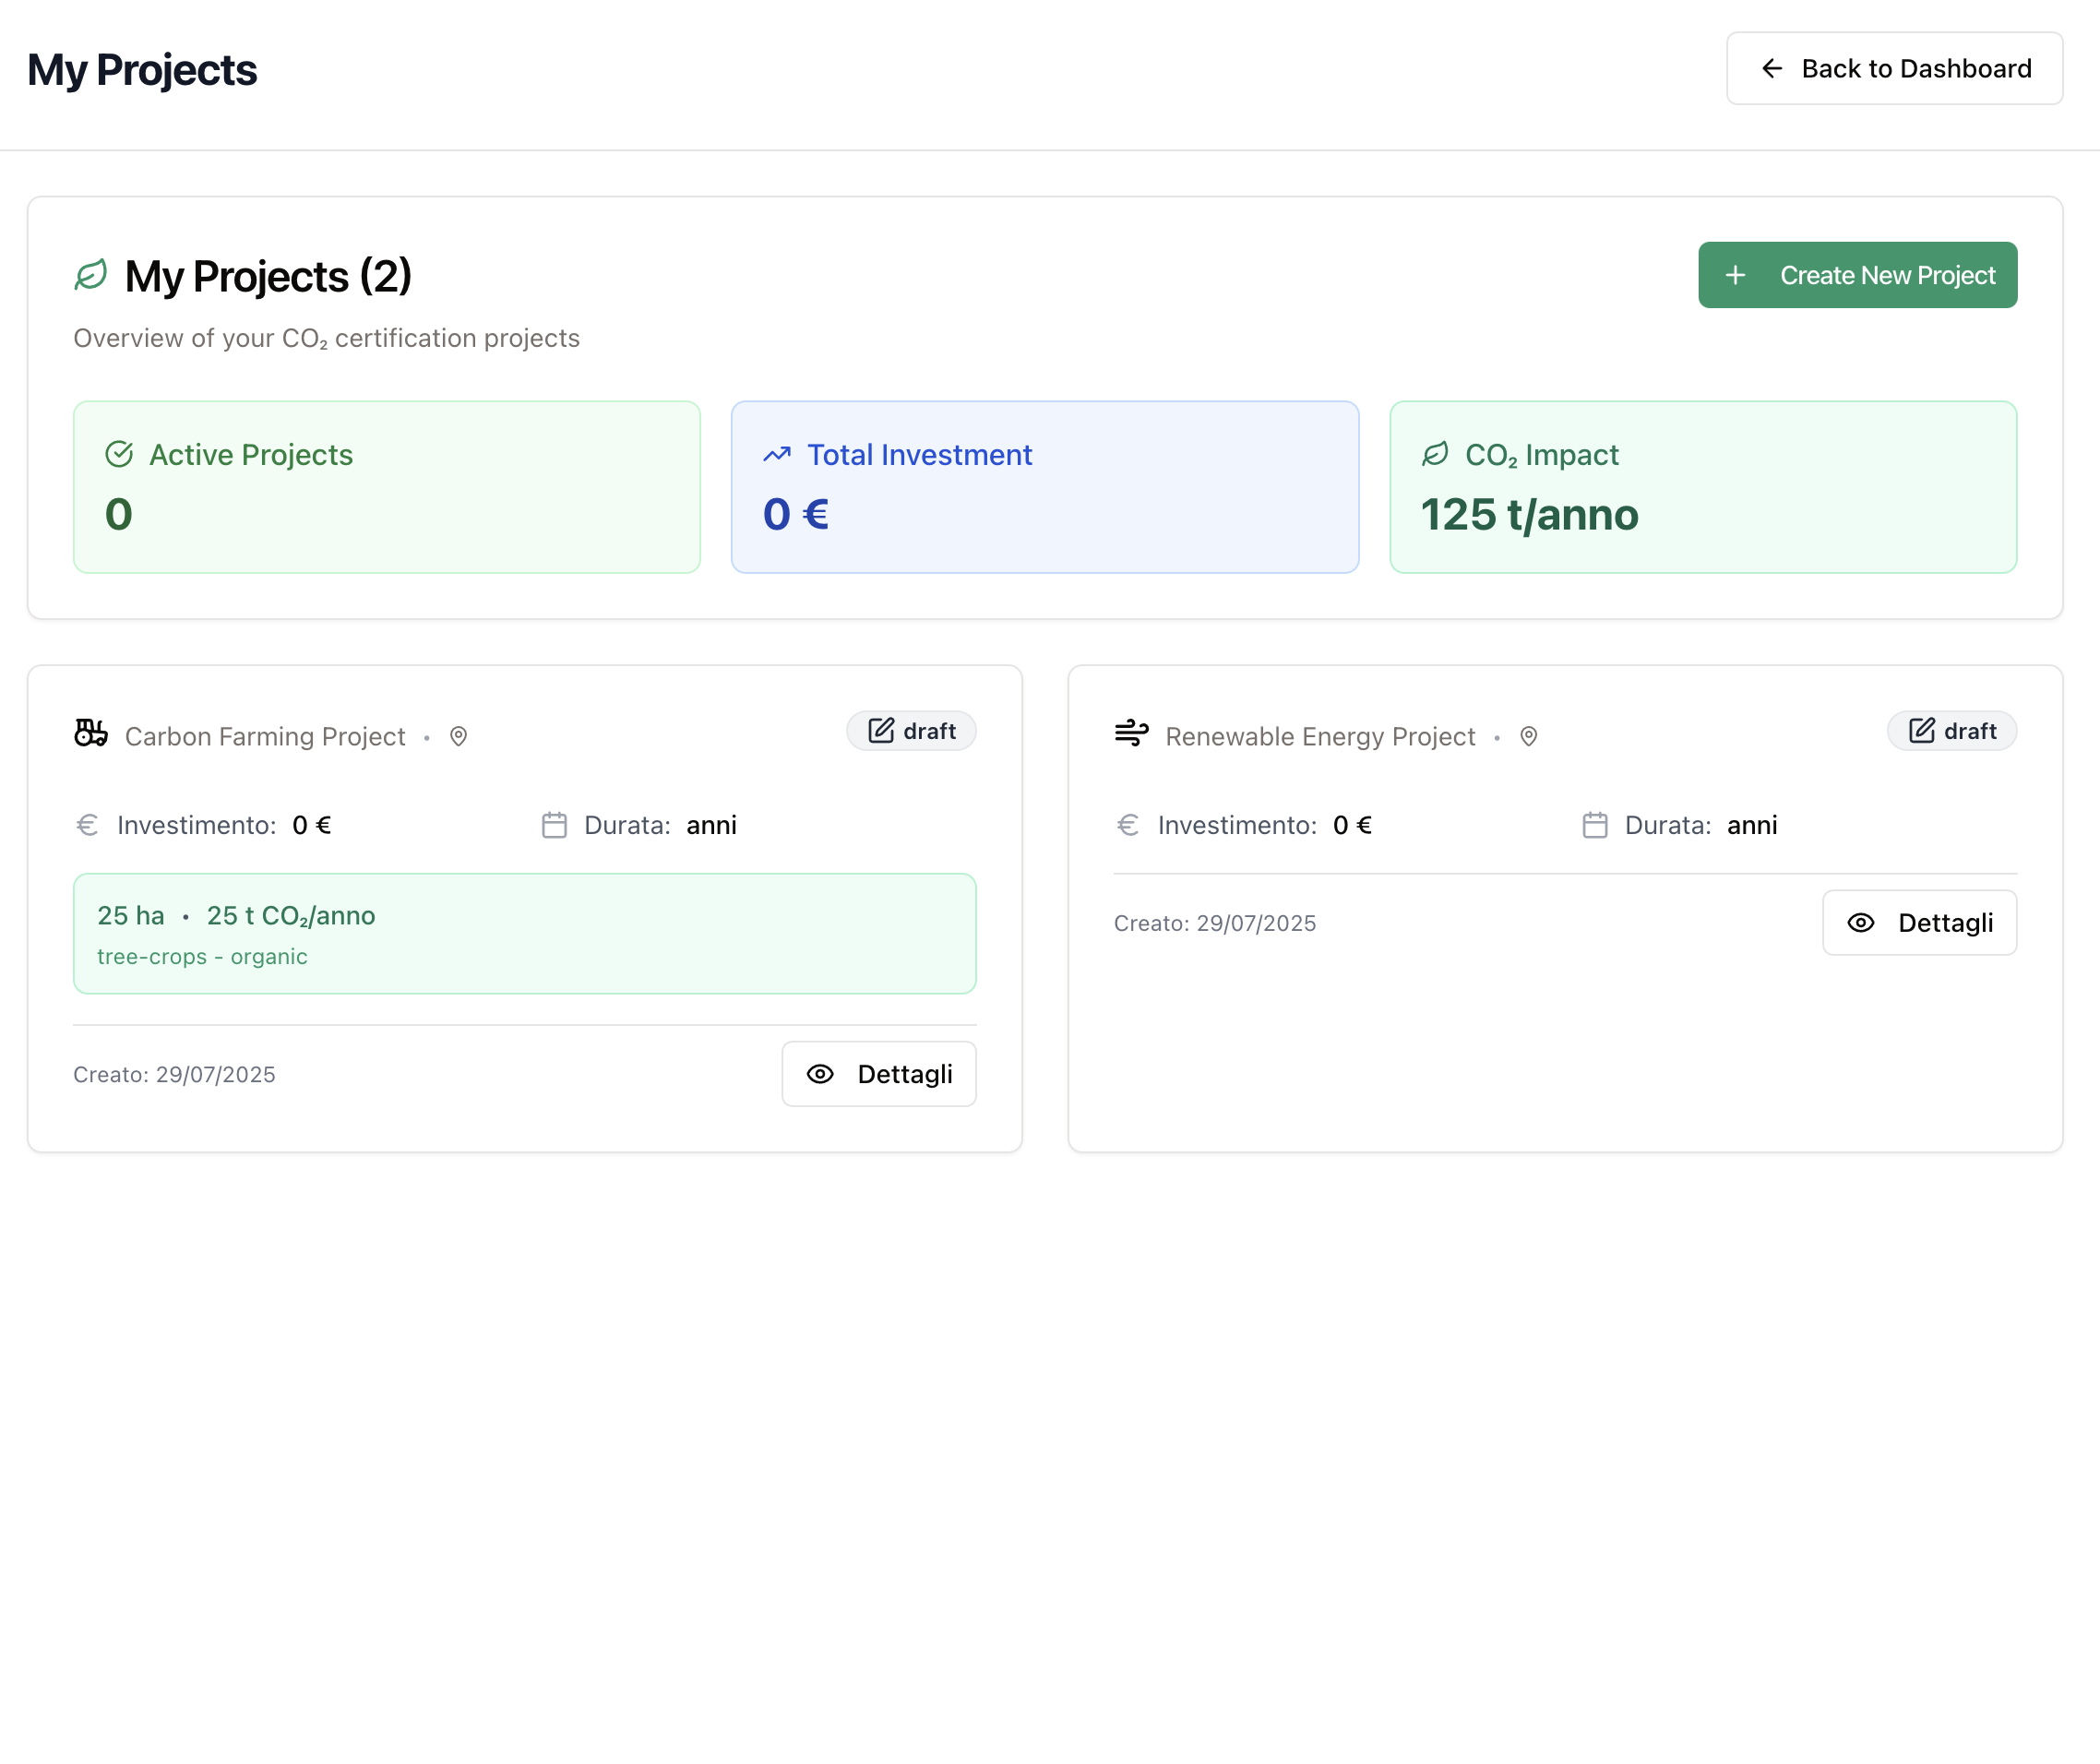 My Projects
Back to Dashboard
My Projects (2)
Create New Project
Overview of your CO₂ certification projects
Active Projects
0
Total Investment
0 €
CO₂ Impact
125 t/anno
Carbon Farming Project •
draft
Investimento: 0 €
Durata: anni
25 ha • 25 t CO₂/anno
tree-crops - organic
Creato: 29/07/2025
Dettagli
Renewable Energy Project •
draft
Investimento: 0 €
Durata: anni
Creato: 29/07/2025
Dettagli